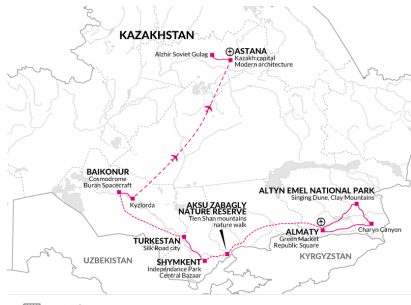 KAZAKHSTAN
ASTANA
Alzhir Soviet Gulag
Kazakh capital
Modern architecture
BAIKONUR
Cosmodrome
Buran Spacecraft
Kyzlorda
ALTYN EMEL NATIONAL PARK
Singing Dune, Clay Mountains
AKSU ZABAGLY
NATURE RESERVE
Tien Shan mountains
nature walk
TURKESTAN
Silk Road city
ALMATY
Green Market
Republic Square
Charyn Canyon
UZBEKISTAN
SHYMKENT
Independance Park
Central Bazaar
KYRGYZSTAN